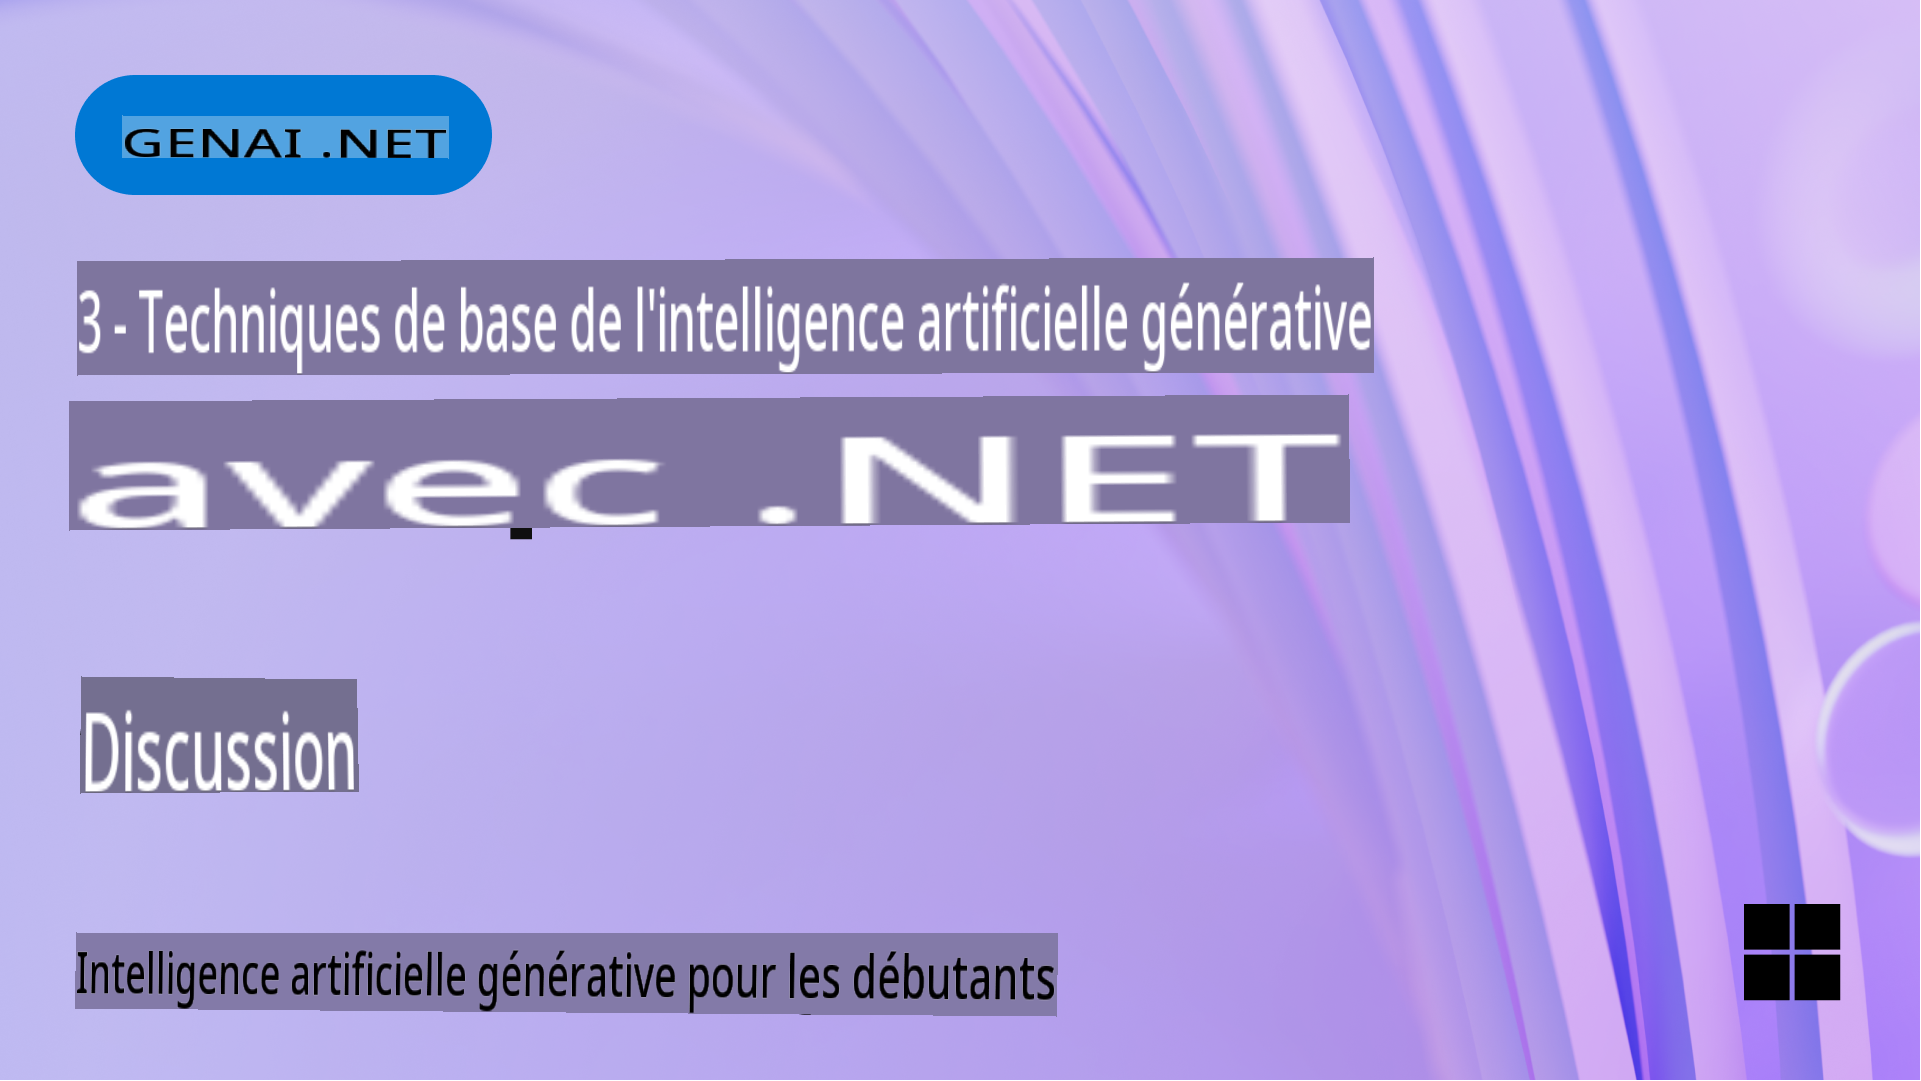 GENAI .NET
3 - Techniques de base de l'intelligence artificielle générative
avec .NET
Discussion
Intelligence artificielle générative pour les débutants